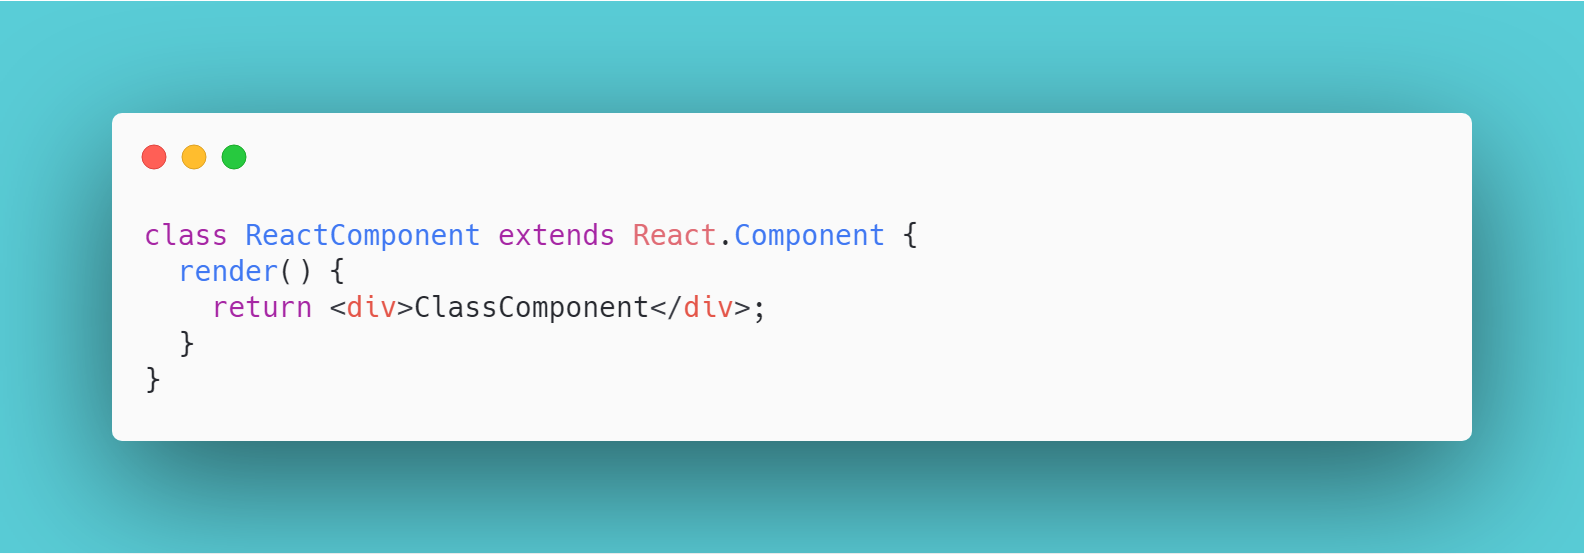 class ReactComponent extends React.Component {
  render() {
    return <div>ClassComponent</div>;
  }
}